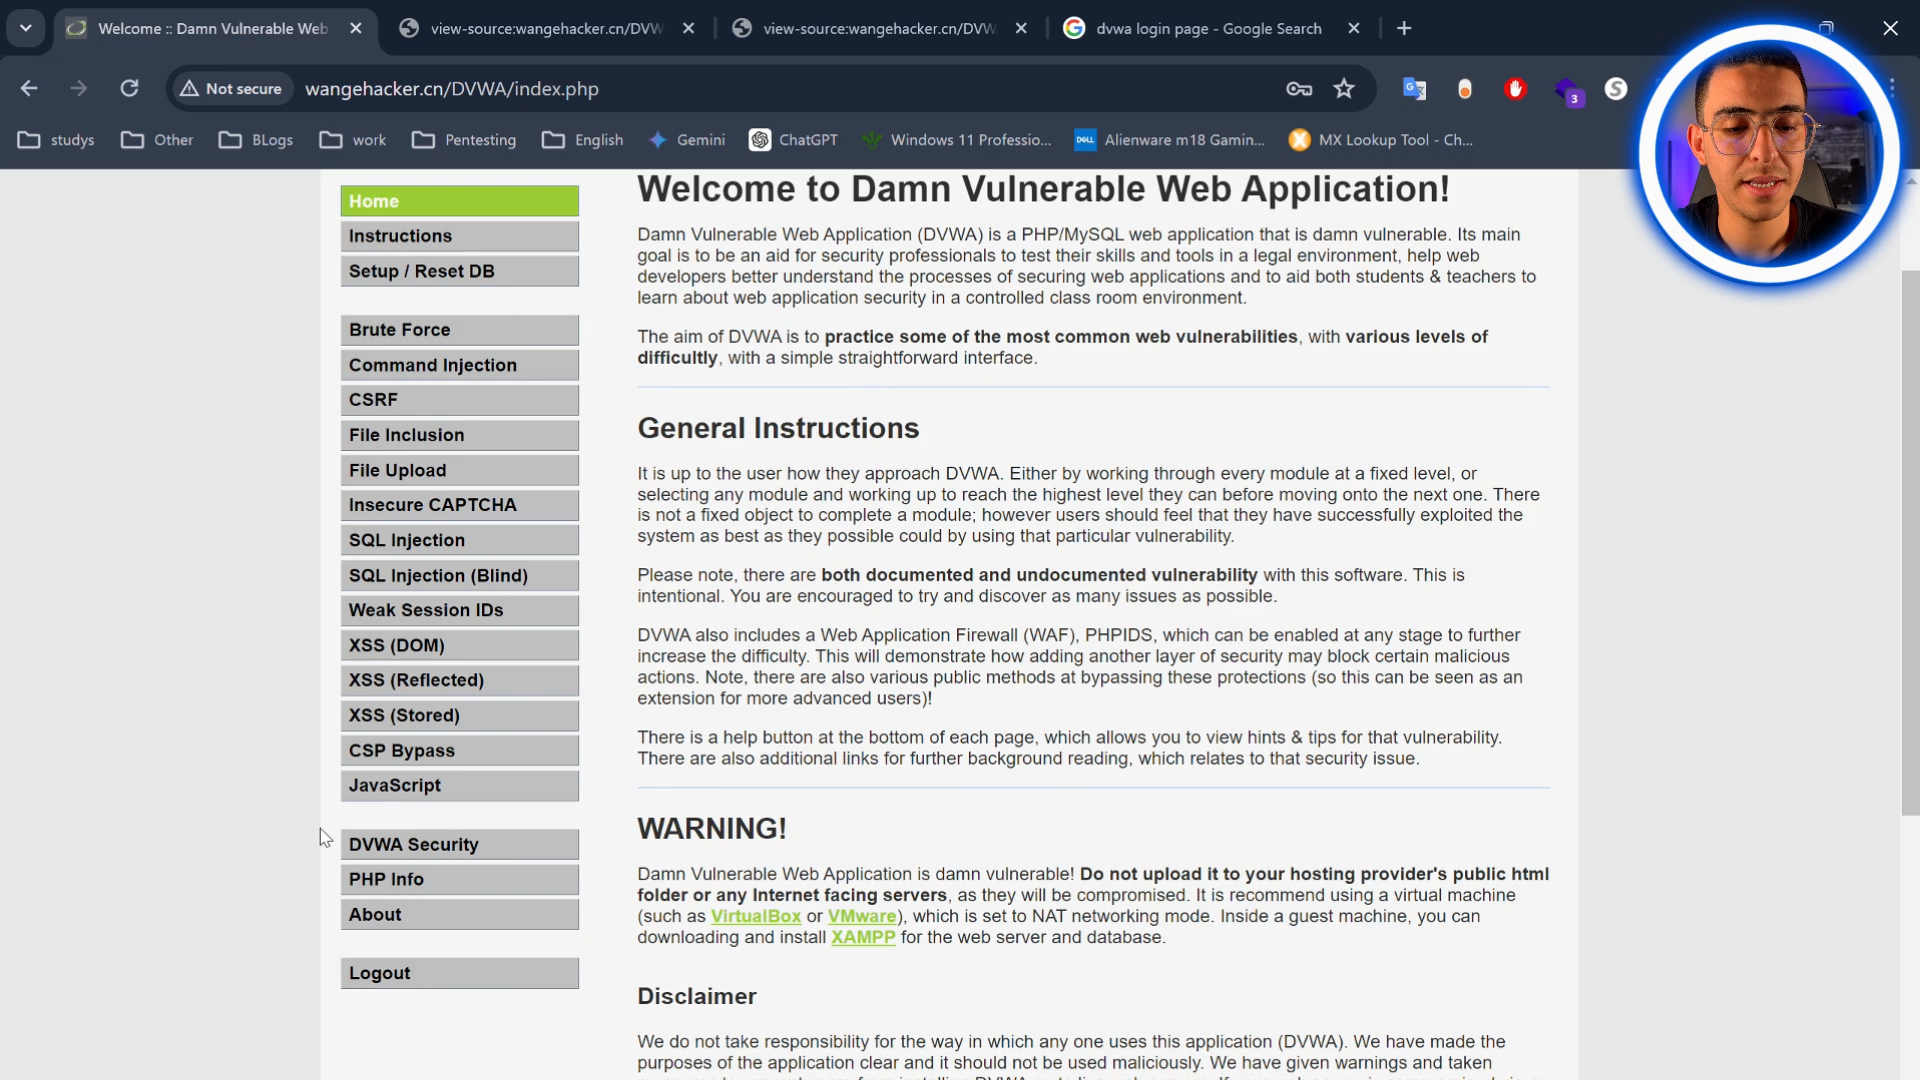 Welcome :: Damn Vulnerable Web
view-source:wangehacker.cn/DVW
view-source:wangehacker.cn/DVW
dvwa login page - Google Search
Not secure
wangehacker.cn/DVWA/index.php
3
studys
Other
BLogs
work
Pentesting
English
Gemini
ChatGPT
Windows 11 Professio...
DELL
Alienware m18 Gamin...
MX Lookup Tool - Ch...
Home
Instructions
Setup / Reset DB
Brute Force
Command Injection
CSRF
File Inclusion
File Upload
Insecure CAPTCHA
SQL Injection
SQL Injection (Blind)
Weak Session IDs
XSS (DOM)
XSS (Reflected)
XSS (Stored)
CSP Bypass
JavaScript
DVWA Security
PHP Info
About
Logout
Welcome to Damn Vulnerable Web Application!
Damn Vulnerable Web Application (DVWA) is a PHP/MySQL web application that is damn vulnerable. Its main
goal is to be an aid for security professionals to test their skills and tools in a legal environment, help web
developers better understand the processes of securing web applications and to aid both students & teachers to
learn about web application security in a controlled class room environment.
The aim of DVWA is to practice some of the most common web vulnerabilities, with various levels of
difficultly, with a simple straightforward interface.
General Instructions
It is up to the user how they approach DVWA. Either by working through every module at a fixed level, or
selecting any module and working up to reach the highest level they can before moving onto the next one. There
is not a fixed object to complete a module; however users should feel that they have successfully exploited the
system as best as they possible could by using that particular vulnerability.
Please note, there are both documented and undocumented vulnerability with this software. This is
intentional. You are encouraged to try and discover as many issues as possible.
DVWA also includes a Web Application Firewall (WAF), PHPIDS, which can be enabled at any stage to further
increase the difficulty. This will demonstrate how adding another layer of security may block certain malicious
actions. Note, there are also various public methods at bypassing these protections (so this can be seen as an
extension for more advanced users)!
There is a help button at the bottom of each page, which allows you to view hints & tips for that vulnerability.
There are also additional links for further background reading, which relates to that security issue.
WARNING!
Damn Vulnerable Web Application is damn vulnerable! Do not upload it to your hosting provider's public html
folder or any Internet facing servers, as they will be compromised. It is recommend using a virtual machine
(such as VirtualBox or VMware), which is set to NAT networking mode. Inside a guest machine, you can
downloading and install XAMPP for the web server and database.
Disclaimer
We do not take responsibility for the way in which any one uses this application (DVWA). We have made the
purposes of the application clear and it should not be used maliciously. We have given warnings and taken